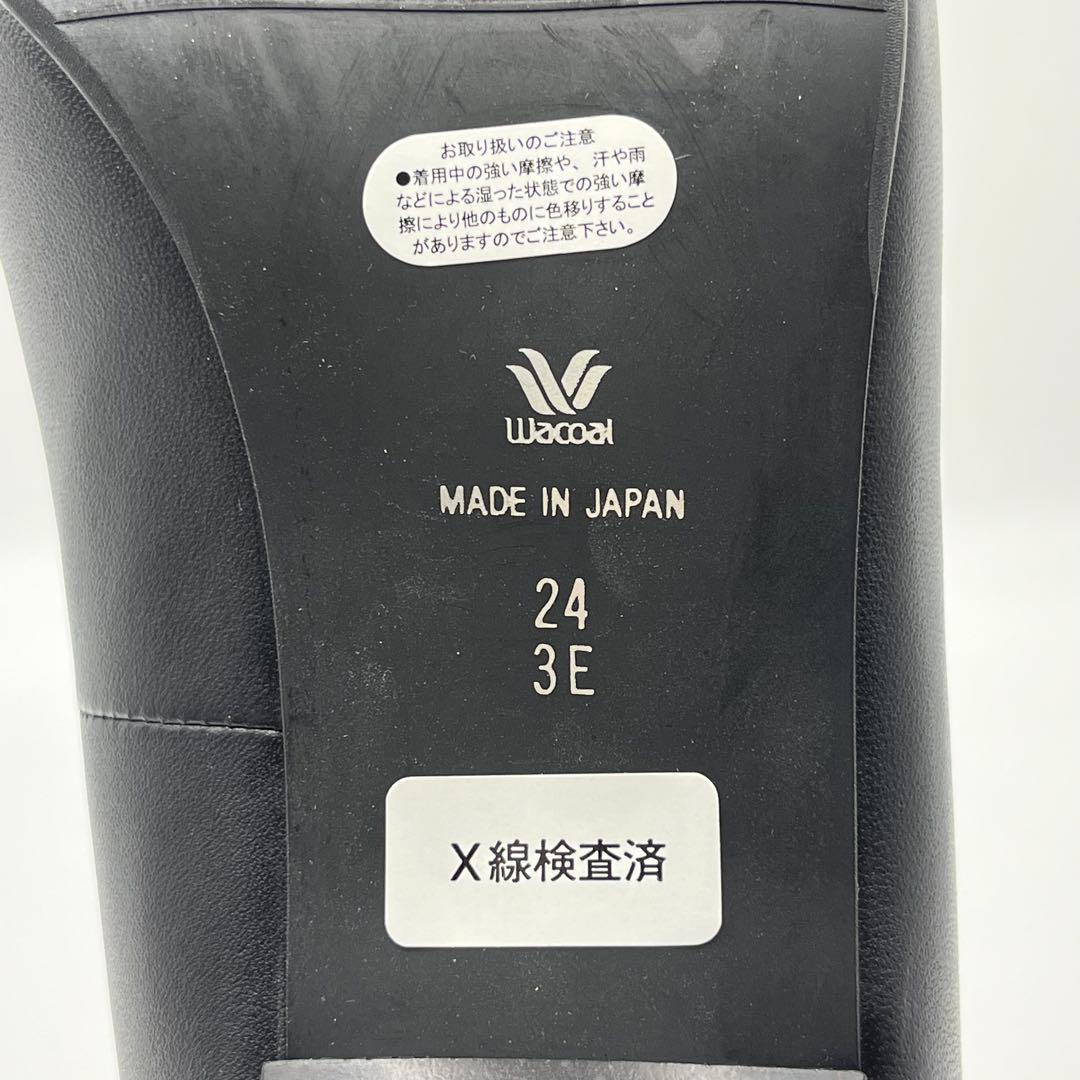 お取り扱いのご注意
●着用中の強い摩擦や、汗や雨
などによる湿った状態での強い摩
擦により他のものに色移りすること
がありますのでご注意下さい。
Wacoal
MADE IN JAPAN
24
3E
X線検査済